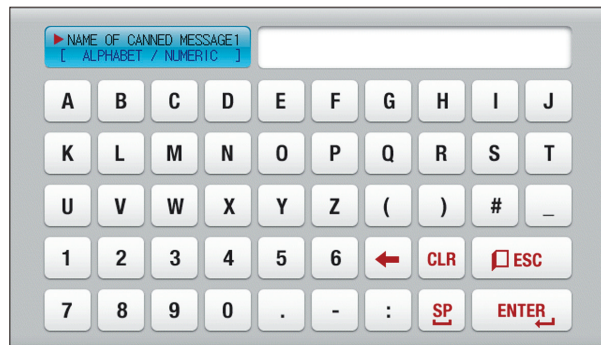 ▶NAME OF CANNED MESSAGE1
[ ALPHABET / NUMERIC ]
A B C D E F G H I J
K L M N O P Q R S T
U V W X Y Z ( ) # _
1 2 3 4 5 6 ← CLR ESC
7 8 9 0 . - : SP ENTER